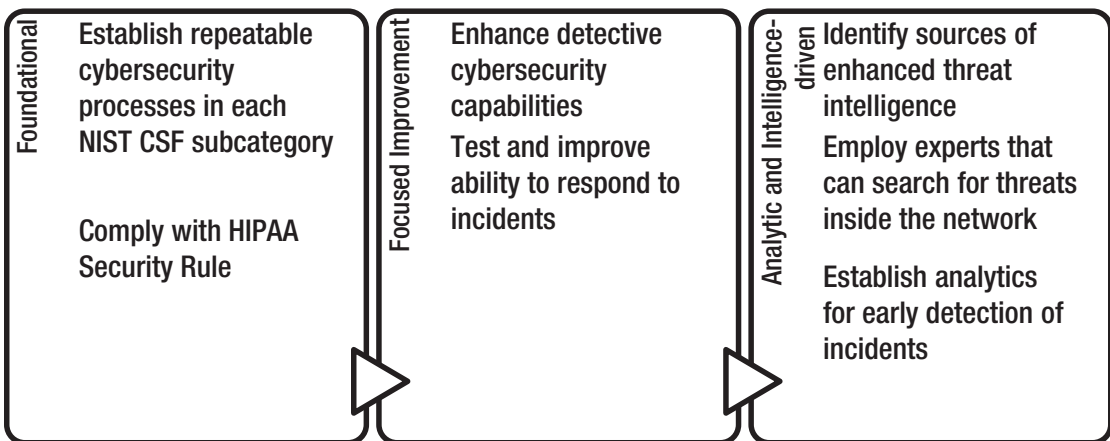 Foundational
Establish repeatable
cybersecurity
processes in each
NIST CSF subcategory
Comply with HIPAA
Security Rule
Focused Improvement
Enhance detective
cybersecurity
capabilities
Test and improve
ability to respond to
incidents
Analytic and Intelligence-
driven
Identify sources of
enhanced threat
intelligence
Employ experts that
can search for threats
inside the network
Establish analytics
for early detection of
incidents